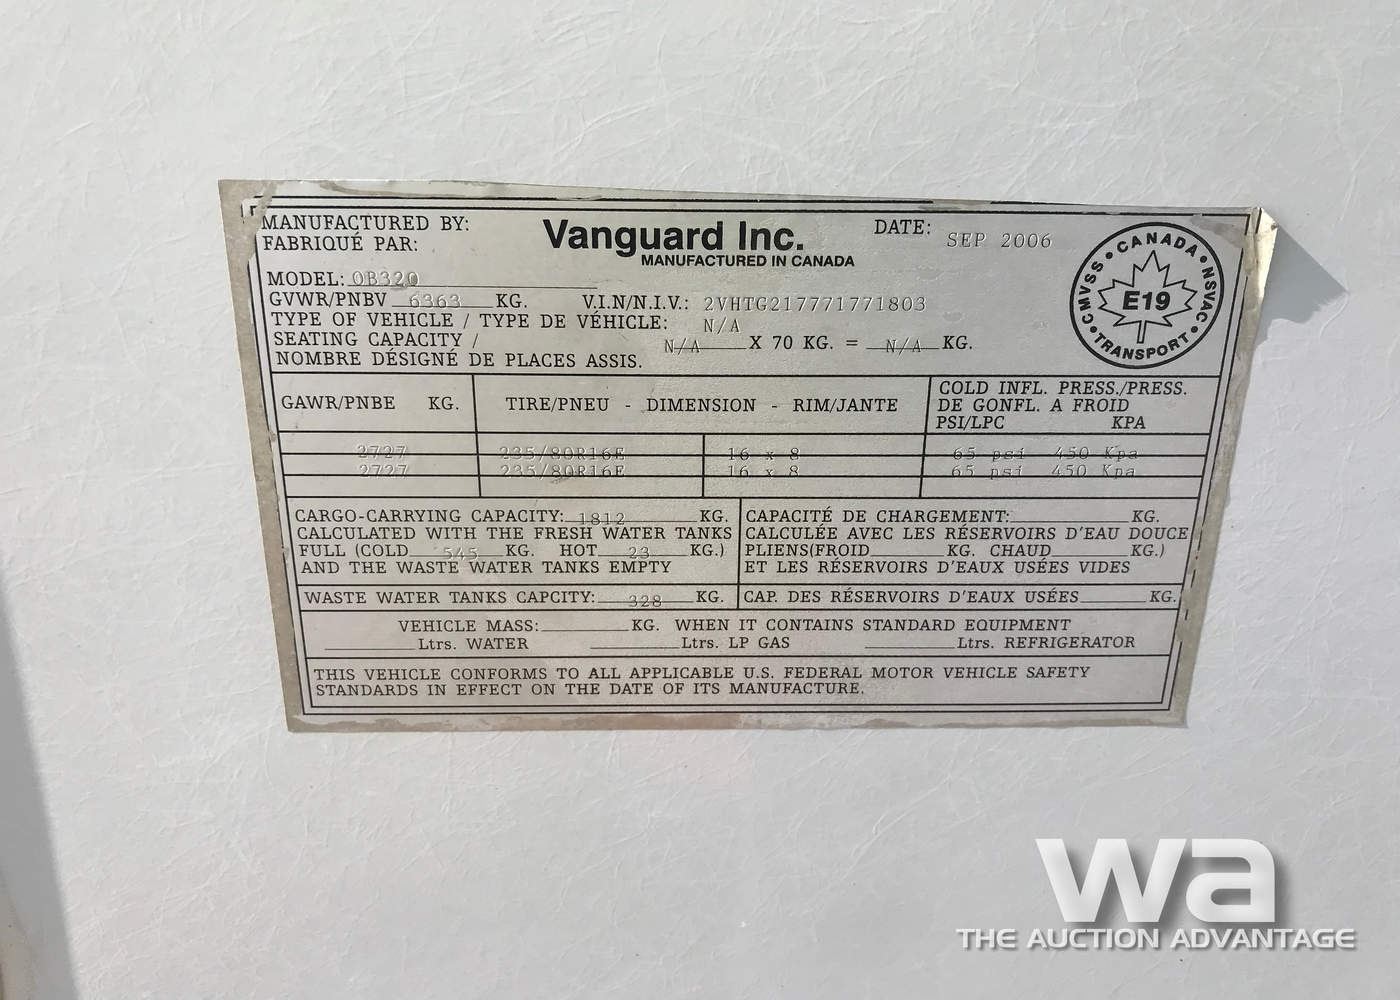 MANUFACTURED BY: Vanguard Inc. DATE: SEP 2006
FABRIQUÉ PAR: MANUFACTURED IN CANADA
CMVSS • CANADA • NSVAC • TRANSPORT •
E19
MODEL: OB320
GVWR/PNBV 6363 KG. V.I.N/N.I.V.: 2VHTG217771771803
TYPE OF VEHICLE / TYPE DE VÉHICLE: N/A
SEATING CAPACITY / N/A X 70 KG. = N/A KG.
NOMBRE DÉSIGNÉ DE PLACES ASSIS.
GAWR/PNBE KG. TIRE/PNEU - DIMENSION - RIM/JANTE
COLD INFL. PRESS./PRESS.
DE GONFL. A FROID
PSI/LPC KPA
2727 235/80R16E 16 x 8 65 psi 450 Kpa
2727 235/80R16E 16 x 8 65 psi 450 Kpa
CARGO-CARRYING CAPACITY: 1812 KG.
CALCULATED WITH THE FRESH WATER TANKS
FULL (COLD 545 KG. HOT 23 KG.)
AND THE WASTE WATER TANKS EMPTY
CAPACITÉ DE CHARGEMENT: KG.
CALCULÉE AVEC LES RÉSERVOIRS D'EAU DOUCE
PLIENS(FROID KG. CHAUD KG.)
ET LES RÉSERVOIRS D'EAUX USÉES VIDES
WASTE WATER TANKS CAPCITY: 328 KG.
CAP. DES RÉSERVOIRS D'EAUX USÉES KG.
VEHICLE MASS: KG. WHEN IT CONTAINS STANDARD EQUIPMENT
Ltrs. WATER Ltrs. LP GAS Ltrs. REFRIGERATOR
THIS VEHICLE CONFORMS TO ALL APPLICABLE U.S. FEDERAL MOTOR VEHICLE SAFETY
STANDARDS IN EFFECT ON THE DATE OF ITS MANUFACTURE.
wa
THE AUCTION ADVANTAGE